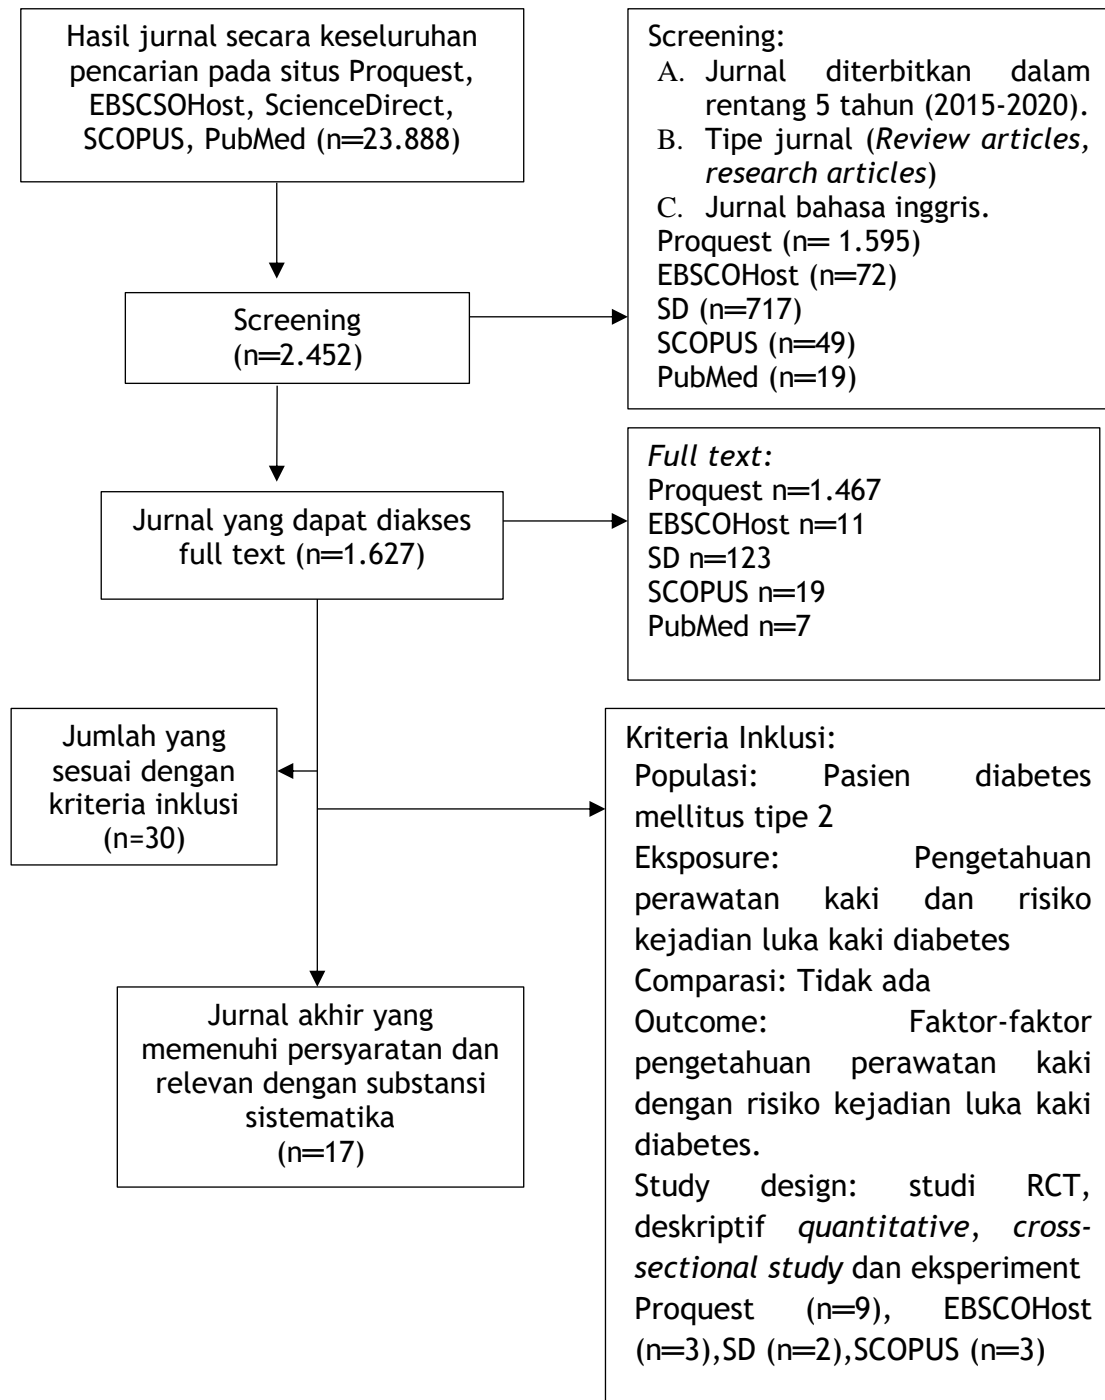 Hasil jurnal secara keseluruhan
pencarian pada situs Proquest,
EBSCSOHost, ScienceDirect,
SCOPUS, PubMed (n=23.888)
Screening:
A. Jurnal diterbitkan dalam
rentang 5 tahun (2015-2020).
B. Tipe jurnal (Review articles,
research articles)
C. Jurnal bahasa inggris.
Proquest (n= 1.595)
EBSCOHost (n=72)
SD (n=717)
SCOPUS (n=49)
PubMed (n=19)
Screening
(n=2.452)
Full text:
Proquest n=1.467
EBSCOHost n=11
SD n=123
SCOPUS n=19
PubMed n=7
Jurnal yang dapat diakses
full text (n=1.627)
Jumlah yang
sesuai dengan
kriteria inklusi
(n=30)
Kriteria Inklusi:
Populasi: Pasien diabetes
mellitus tipe 2
Eksposure: Pengetahuan
perawatan kaki dan risiko
kejadian luka kaki diabetes
Comparasi: Tidak ada
Outcome: Faktor-faktor
pengetahuan perawatan kaki
dengan risiko kejadian luka kaki
diabetes.
Study design: studi RCT,
deskriptif quantitative, cross-
sectional study dan eksperiment
Proquest (n=9), EBSCOHost
(n=3),SD (n=2),SCOPUS (n=3)
Jurnal akhir yang
memenuhi persyaratan dan
relevan dengan substansi
sistematika
(n=17)